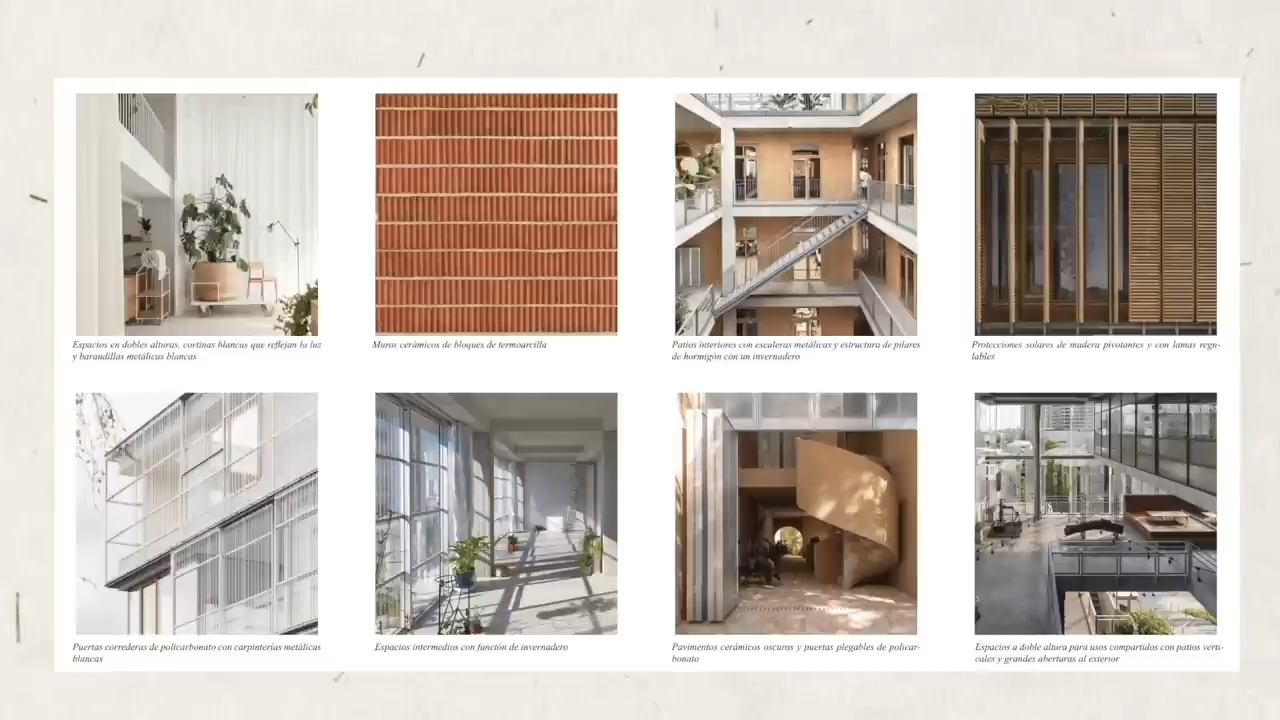 Espacios en dobles alturas, cortinas blancas que reflejan la luz
y barandillas metálicas blancas
Muros cerámicos de bloques de termoarcilla
Patios interiores con escaleras metálicas y estructura de pilares
de hormigón con un invernadero
Protecciones solares de madera pivotantes y con lamas regu-
lables
Puertas correderas de policarbonato con carpinterías metálicas
blancas
Espacios intermedios con función de invernadero
Pavimentos cerámicos oscuros y puertas plegables de policar-
bonato
Espacios a doble altura para usos compartidos con patios verti-
cales y grandes aberturas al exterior